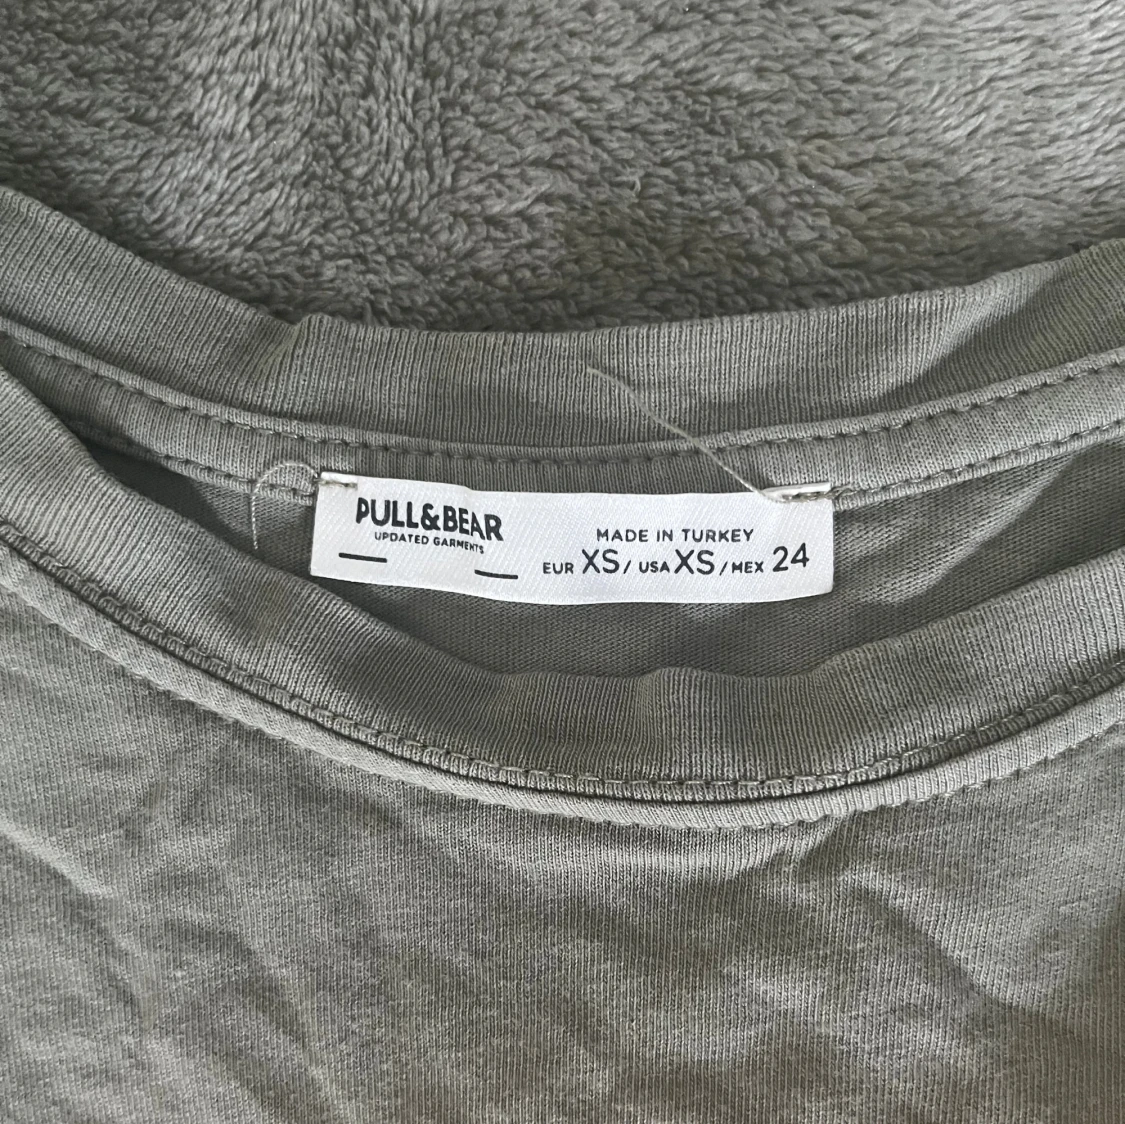 PULL&BEAR
UPDATED GARMENTS
MADE IN TURKEY
EUR XS / USA XS / MEX 24